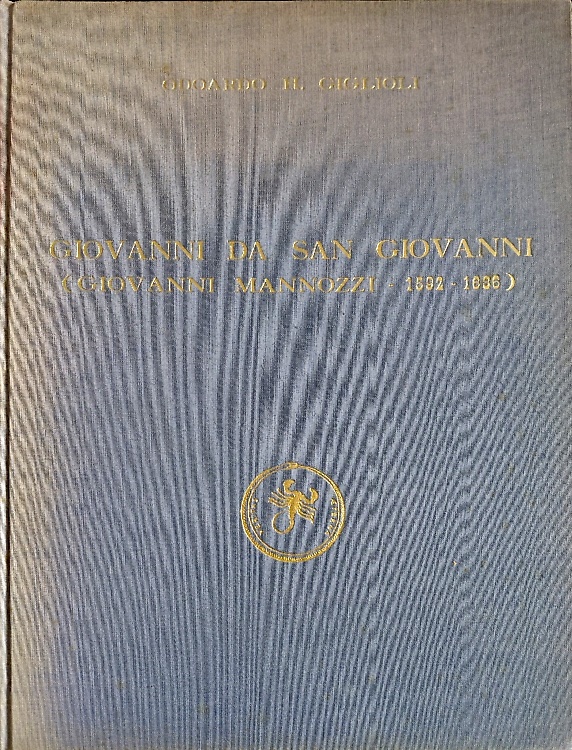 ODOARDO H. GIGLIOLI
GIOVANNI DA SAN GIOVANNI
(GIOVANNI MANNOZZI - 1592 - 1636)